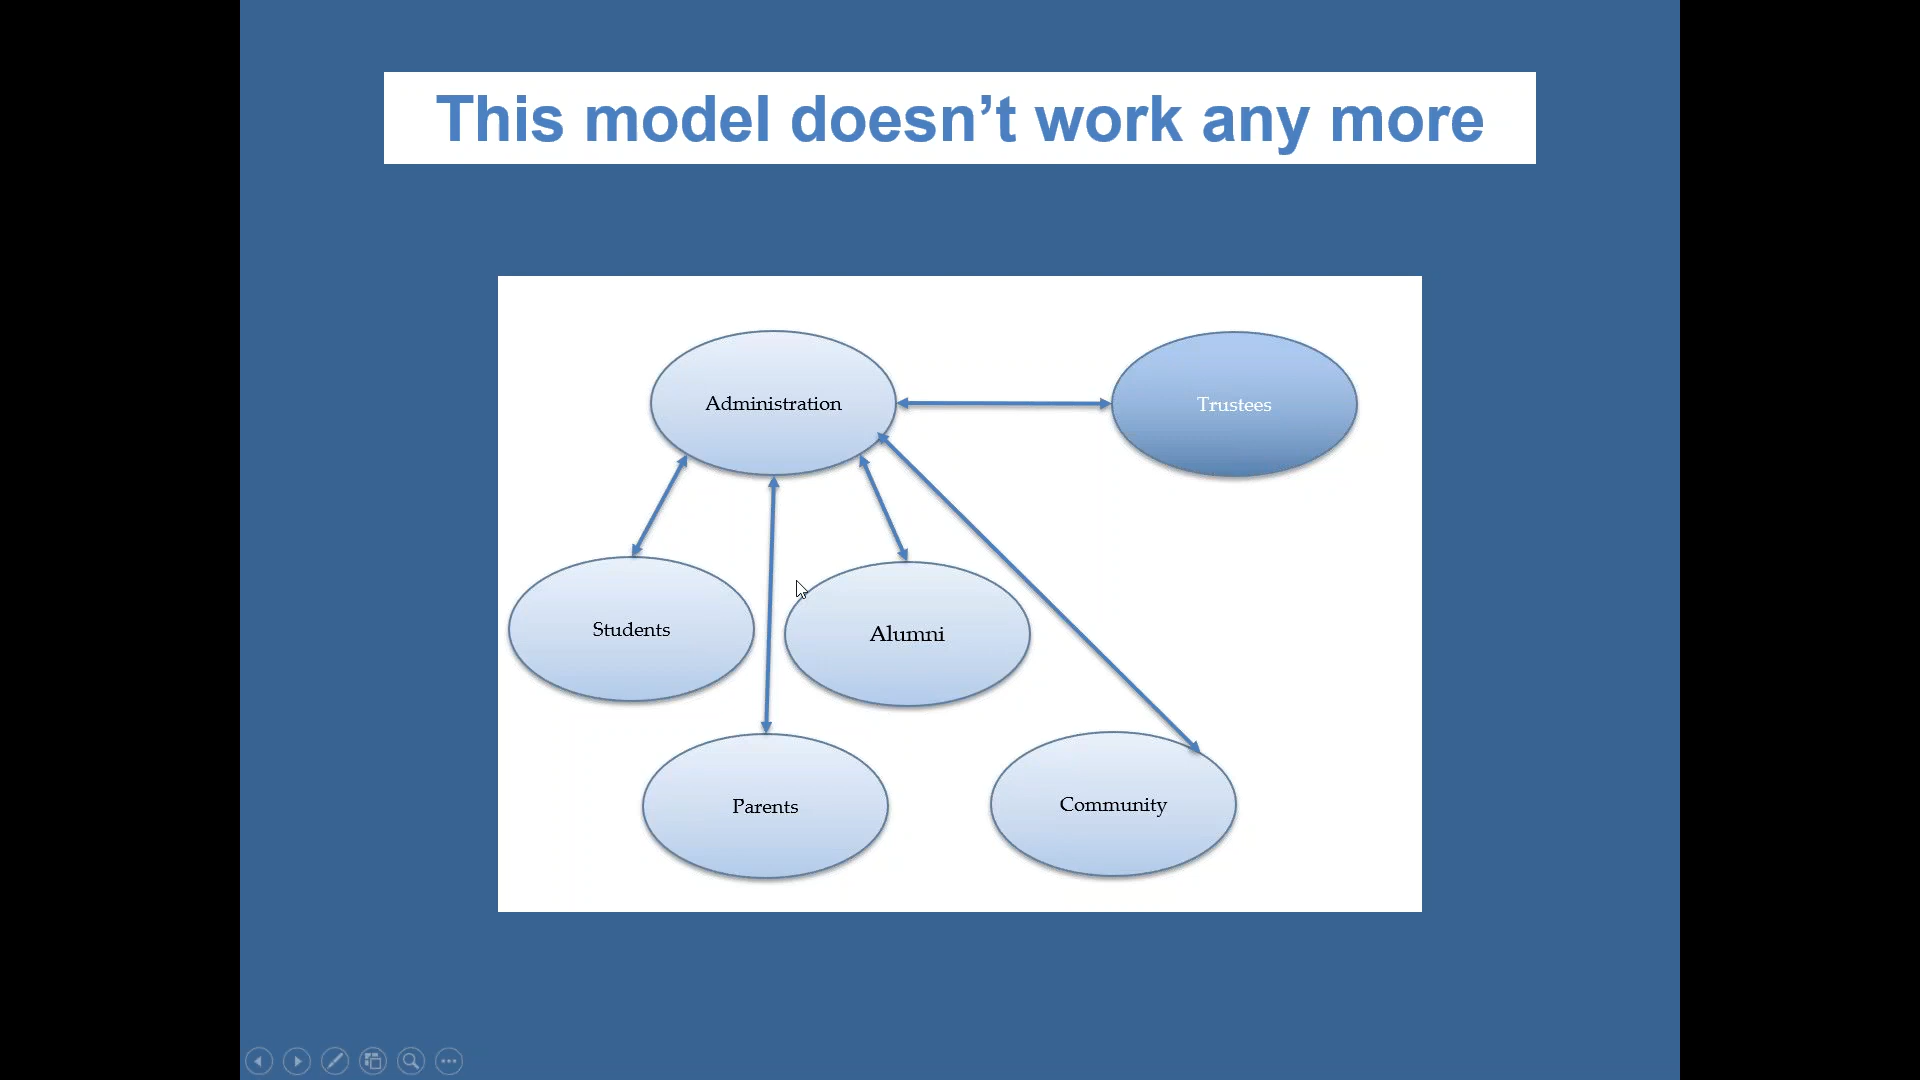 This model doesn’t work any more
Administration
Trustees
Students
Alumni
Parents
Community